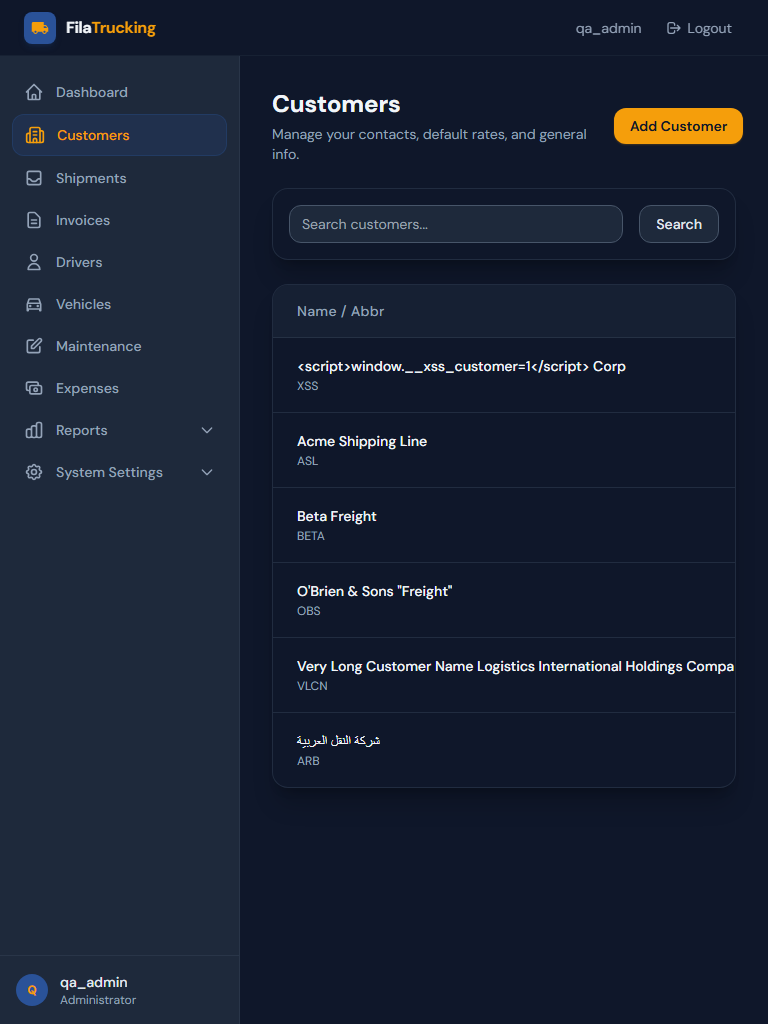 FilaTrucking
qa_admin
Logout
Dashboard
Customers
Shipments
Invoices
Drivers
Vehicles
Maintenance
Expenses
Reports
System Settings
qa_admin
Administrator
Q
Customers
Manage your contacts, default rates, and general
info.
Add Customer
Search customers...
Search
Name / Abbr
<script>window.__xss_customer=1</script> Corp
XSS
Acme Shipping Line
ASL
Beta Freight
BETA
O'Brien & Sons "Freight"
OBS
Very Long Customer Name Logistics International Holdings Compa
VLCN
شركة النقل العربية
ARB